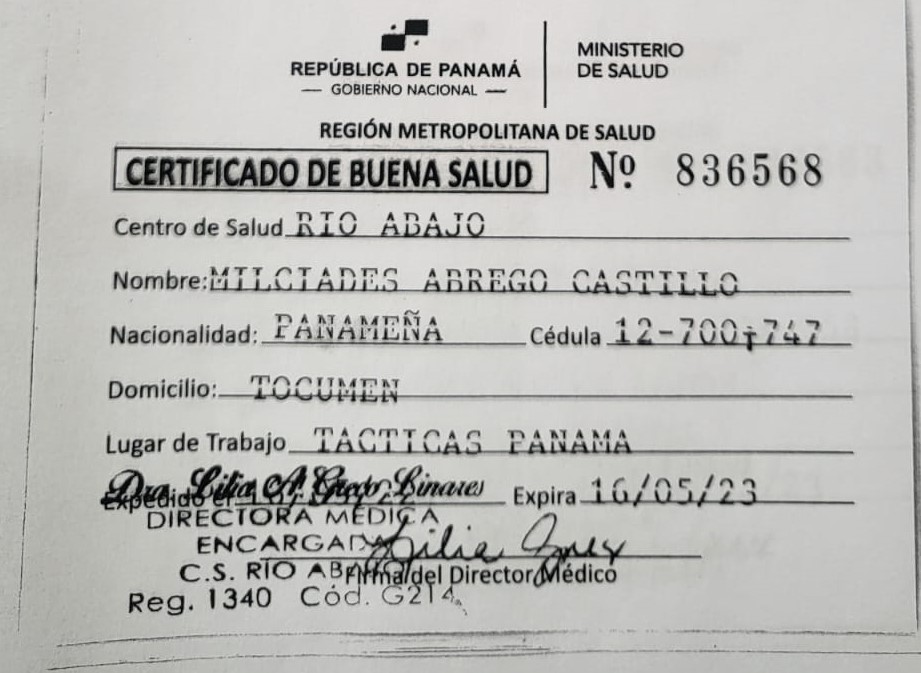 REPÚBLICA DE PANAMÁ
— GOBIERNO NACIONAL —
MINISTERIO
DE SALUD
REGIÓN METROPOLITANA DE SALUD
CERTIFICADO DE BUENA SALUD Nº 836568
Centro de Salud RIO ABAJO
Nombre: MILCIADES ABREGO CASTILLO
Nacionalidad: PANAMEÑA Cédula 12-700-747
Domicilio: TOCUMEN
Lugar de Trabajo TACTICAS PANAMA
Expedido el Expira 16/05/23
Dra. Lilia A. Linares
DIRECTORA MÉDICA
ENCARGADA
C.S. RIO ABAJO
Firma del Director Médico
Reg. 1340 Cód. G214